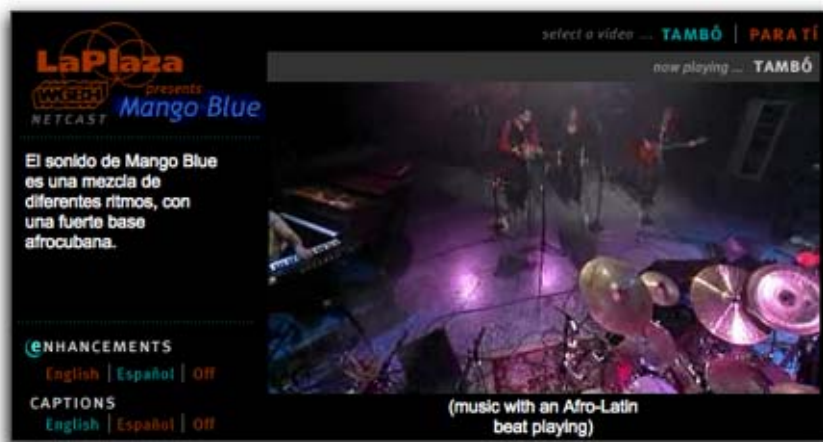 select a video ... TAMBÓ | PARA TÍ
now playing ... TAMBÓ
LaPlaza
WGBH presents
NETCAST Mango Blue
El sonido de Mango Blue
es una mezcla de
diferentes ritmos, con
una fuerte base
afrocubana.
eNHANCEMENTS
English | Español | Off
CAPTIONS
English | Español | Off
(music with an Afro-Latin
beat playing)